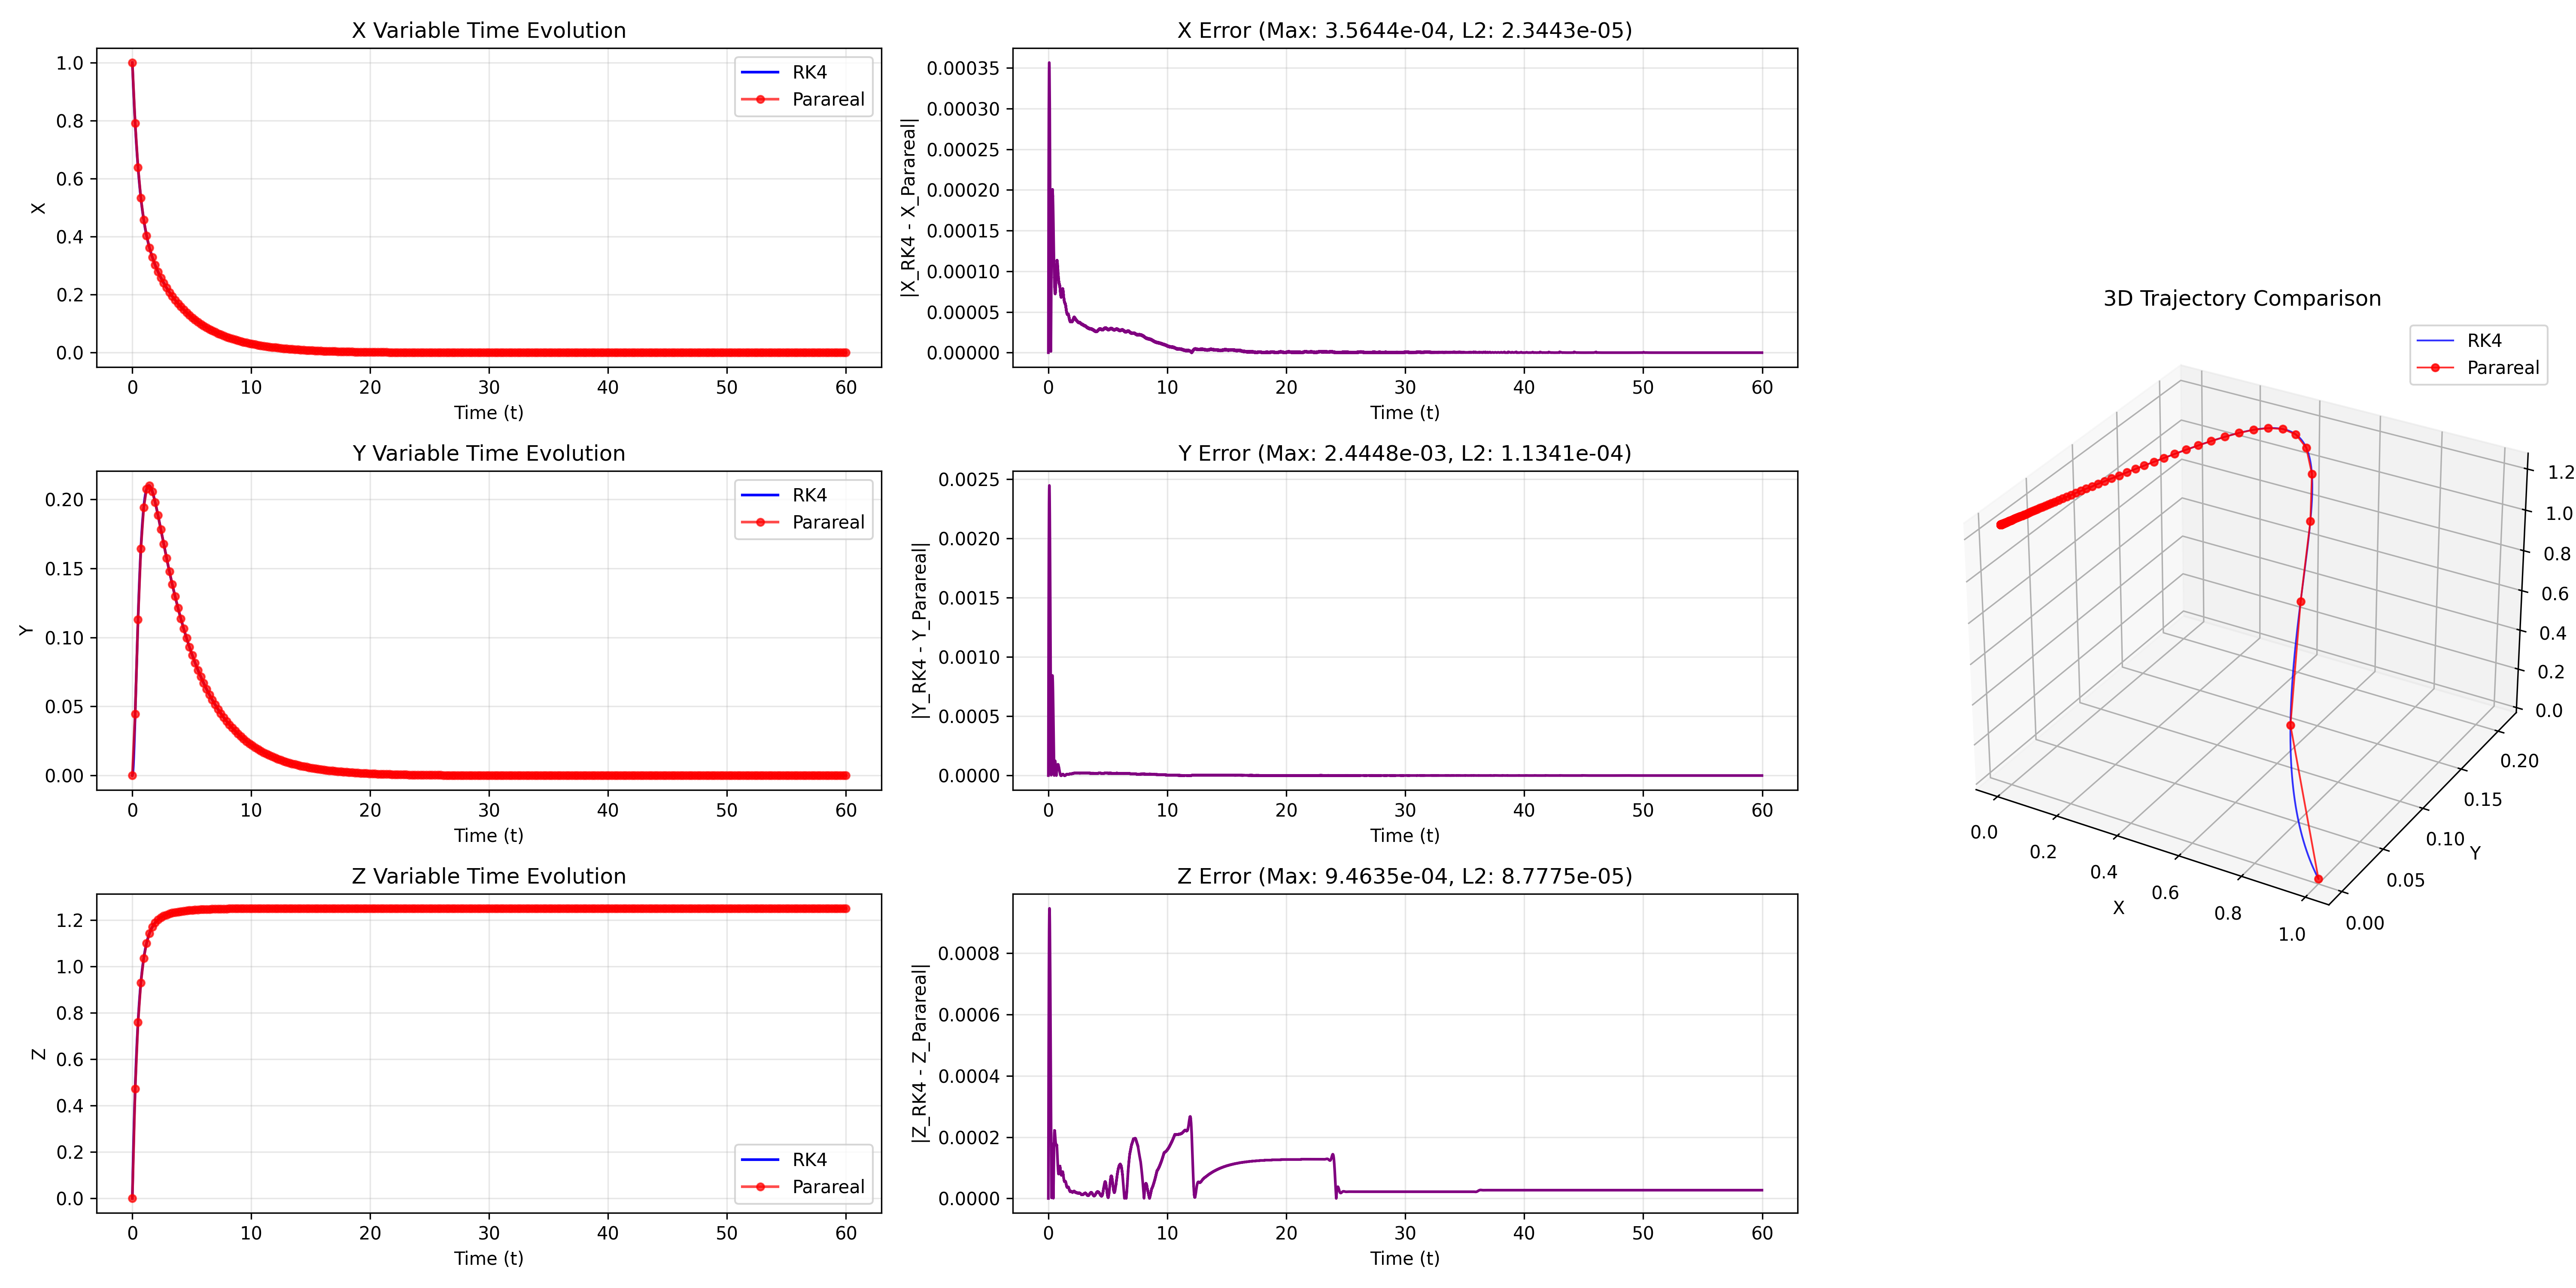 X Variable Time Evolution
1.0
0.8
0.6
0.4
0.2
0.0
X
RK4
Parareal
0 10 20 30 40 50 60
Time (t)
X Error (Max: 3.5644e-04, L2: 2.3443e-05)
0.00035
0.00030
0.00025
0.00020
0.00015
0.00010
0.00005
0.00000
|X_RK4 - X_Parareal|
0 10 20 30 40 50 60
Time (t)
Y Variable Time Evolution
0.20
0.15
0.10
0.05
0.00
Y
RK4
Parareal
0 10 20 30 40 50 60
Time (t)
Y Error (Max: 2.4448e-03, L2: 1.1341e-04)
0.0025
0.0020
0.0015
0.0010
0.0005
0.0000
|Y_RK4 - Y_Parareal|
0 10 20 30 40 50 60
Time (t)
Z Variable Time Evolution
1.2
1.0
0.8
0.6
0.4
0.2
0.0
Z
RK4
Parareal
0 10 20 30 40 50 60
Time (t)
Z Error (Max: 9.4635e-04, L2: 8.7775e-05)
0.0008
0.0006
0.0004
0.0002
0.0000
|Z_RK4 - Z_Parareal|
0 10 20 30 40 50 60
Time (t)
3D Trajectory Comparison
RK4
Parareal
1.2
1.0
0.8
0.6
0.4
0.2
0.0
0.20
0.15
0.10
0.05
0.00
Y
0.0
0.2
0.4
0.6
0.8
1.0
X